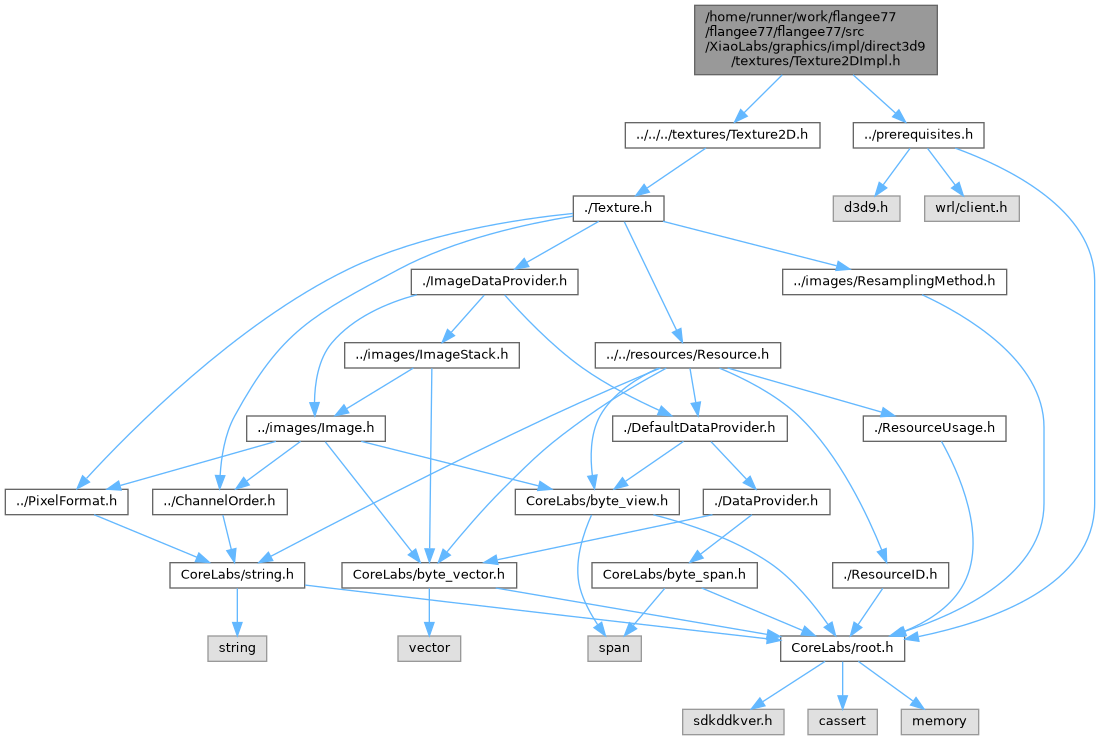 /home/runner/work/flangee77
/flangee77/flangee77/src
/XiaoLabs/graphics/impl/direct3d9
/textures/Texture2DImpl.h
../../../textures/Texture2D.h
../prerequisites.h
./Texture.h
d3d9.h
wrl/client.h
./ImageDataProvider.h
../images/ResamplingMethod.h
../images/ImageStack.h
../../resources/Resource.h
../images/Image.h
./DefaultDataProvider.h
./ResourceUsage.h
../PixelFormat.h
../ChannelOrder.h
CoreLabs/byte_view.h
./DataProvider.h
CoreLabs/string.h
CoreLabs/byte_vector.h
CoreLabs/byte_span.h
./ResourceID.h
string
vector
span
CoreLabs/root.h
sdkddkver.h
cassert
memory